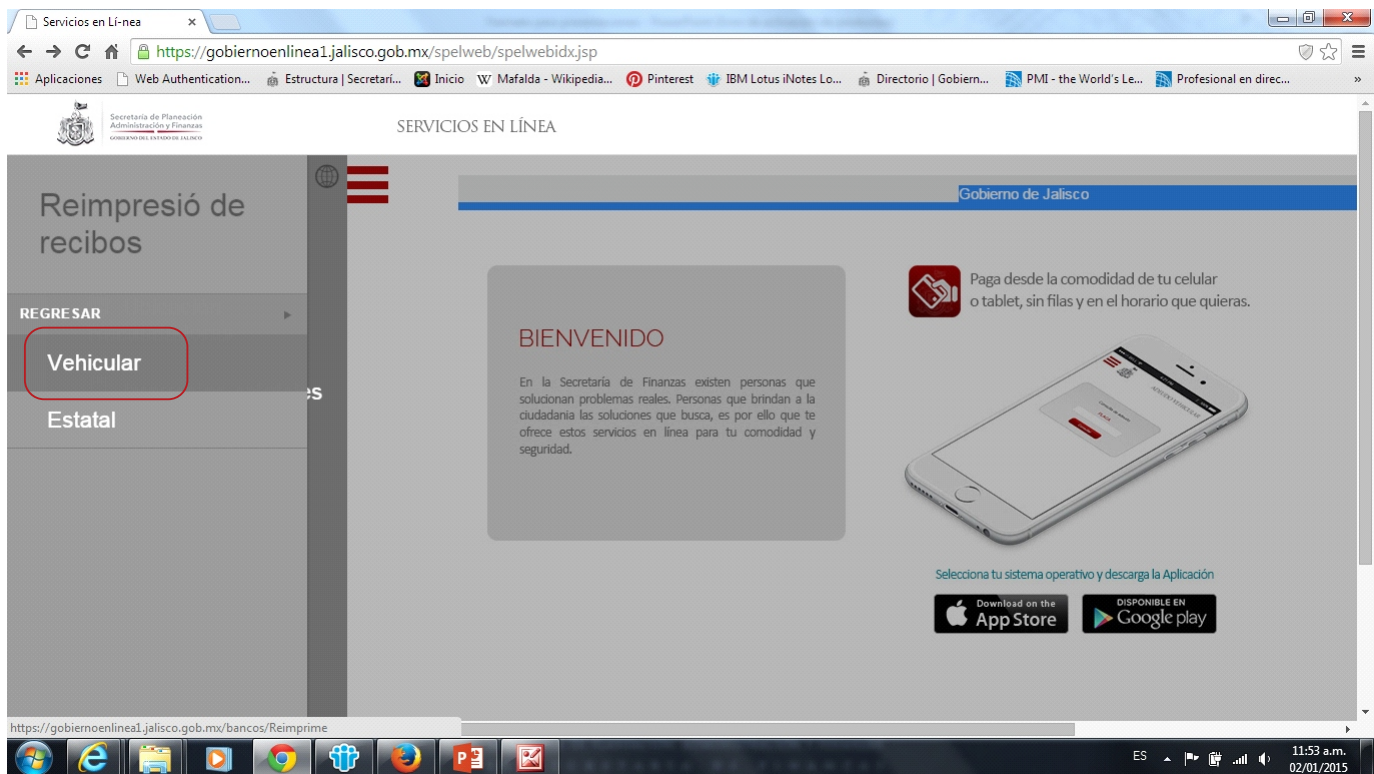 Servicios en Lí-nea
https://gobiernoenlinea1.jalisco.gob.mx/spelweb/spelwebidx.jsp
Aplicaciones Web Authentication... Estructura | Secretarí... Inicio W Mafalda - Wikipedia... Pinterest IBM Lotus iNotes Lo... Directorio | Gobiern... PMI - the World's Le... Profesional en direc... »
Secretaría de Planeación
Administración y Finanzas
GOBIERNO DEL ESTADO DE JALISCO
SERVICIOS EN LÍNEA
Reimpresió de
recibos
REGRESAR
Vehicular
es
Estatal
Gobierno de Jalisco
BIENVENIDO
En la Secretaría de Finanzas existen personas que
solucionan problemas reales. Personas que brindan a la
ciudadania las soluciones que busca, es por ello que te
ofrece estos servicios en línea para tu comodidad y
seguridad.
Paga desde la comodidad de tu celular
o tablet, sin filas y en el horario que quieras.
Selecciona tu sistema operativo y descarga la Aplicación
Download on the
App Store
DISPONIBLE EN
Google play
https://gobiernoenlinea1.jalisco.gob.mx/bancos/Reimprime
ES
11:53 a.m.
02/01/2015